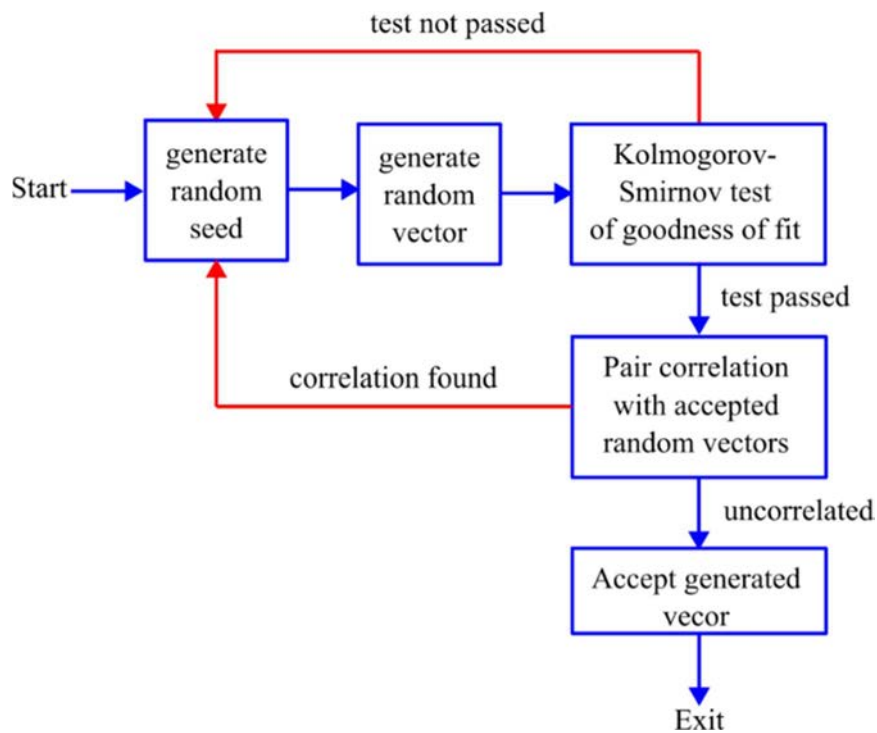 test not passed
Start
generate
random
seed
generate
random
vector
Kolmogorov-
Smirnov test
of goodness of fit
test passed
correlation found
Pair correlation
with accepted
random vectors
uncorrelated
Accept generated
vecor
Exit